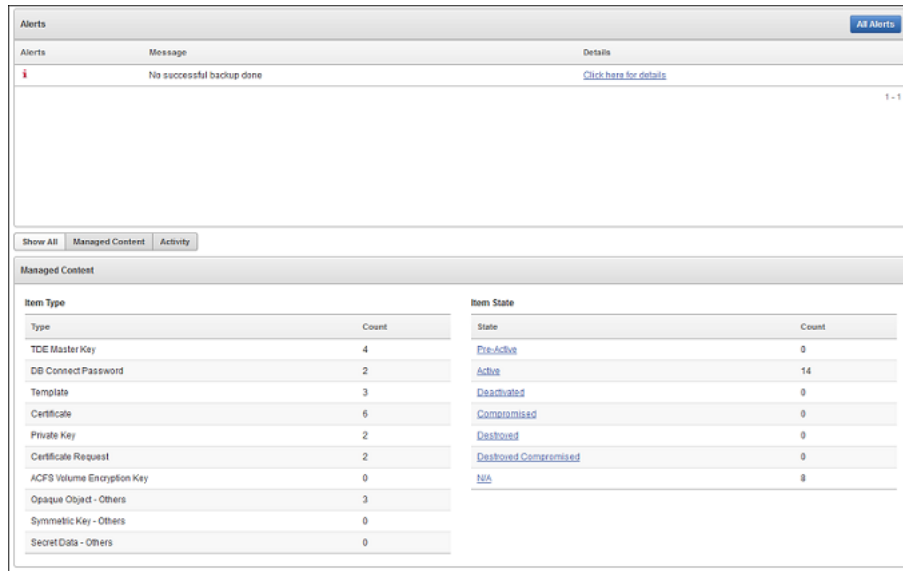 Alerts
All Alerts
Alerts Message Details
i No successful backup done Click here for details
1 - 1
Show All Managed Content Activity
Managed Content
Item Type
Type Count
TDE Master Key 4
DB Connect Password 2
Template 3
Certificate 6
Private Key 2
Certificate Request 2
ACFS Volume Encryption Key 0
Opaque Object - Others 3
Symmetric Key - Others 0
Secret Data - Others 0
Item State
State Count
Pre-Active 0
Active 14
Deactivated 0
Compromised 0
Destroyed 0
Destroyed Compromised 0
N/A 8